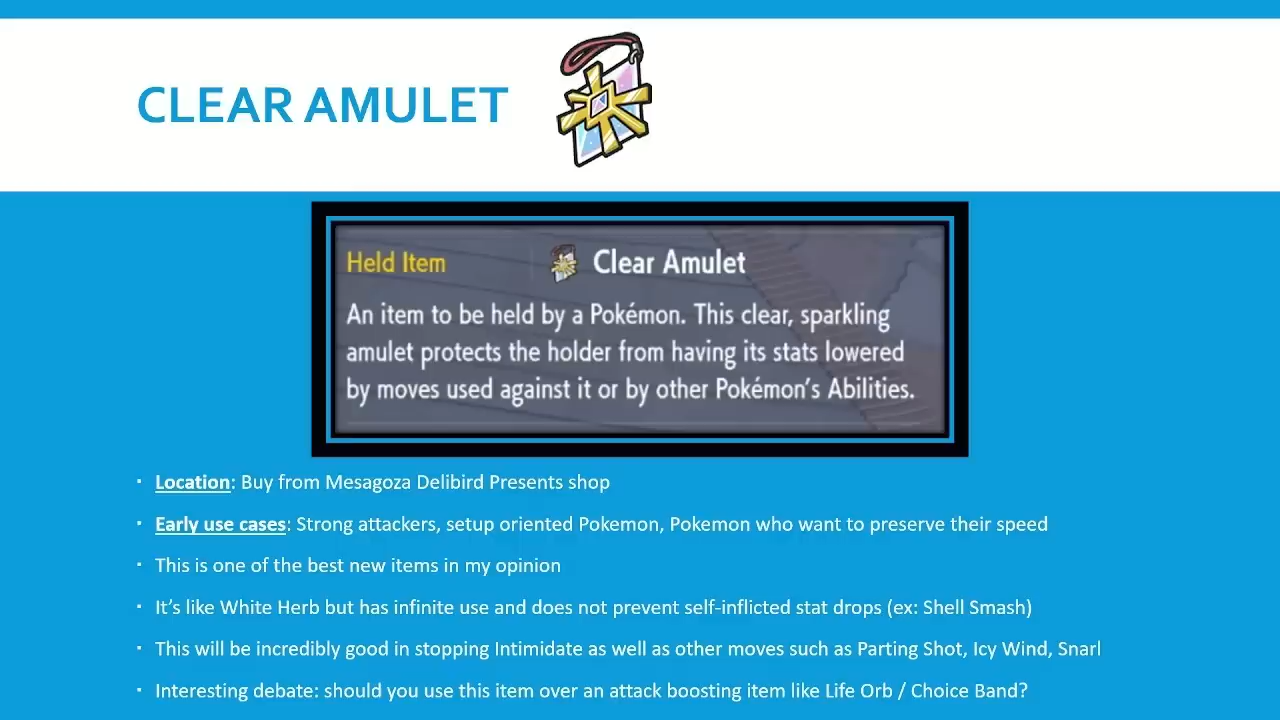 CLEAR AMULET
Held Item Clear Amulet
An item to be held by a Pokémon. This clear, sparkling
amulet protects the holder from having its stats lowered
by moves used against it or by other Pokémon's Abilities.
· Location: Buy from Mesagoza Delibird Presents shop
· Early use cases: Strong attackers, setup oriented Pokemon, Pokemon who want to preserve their speed
· This is one of the best new items in my opinion
· It's like White Herb but has infinite use and does not prevent self-inflicted stat drops (ex: Shell Smash)
· This will be incredibly good in stopping Intimidate as well as other moves such as Parting Shot, Icy Wind, Snarl
· Interesting debate: should you use this item over an attack boosting item like Life Orb / Choice Band?